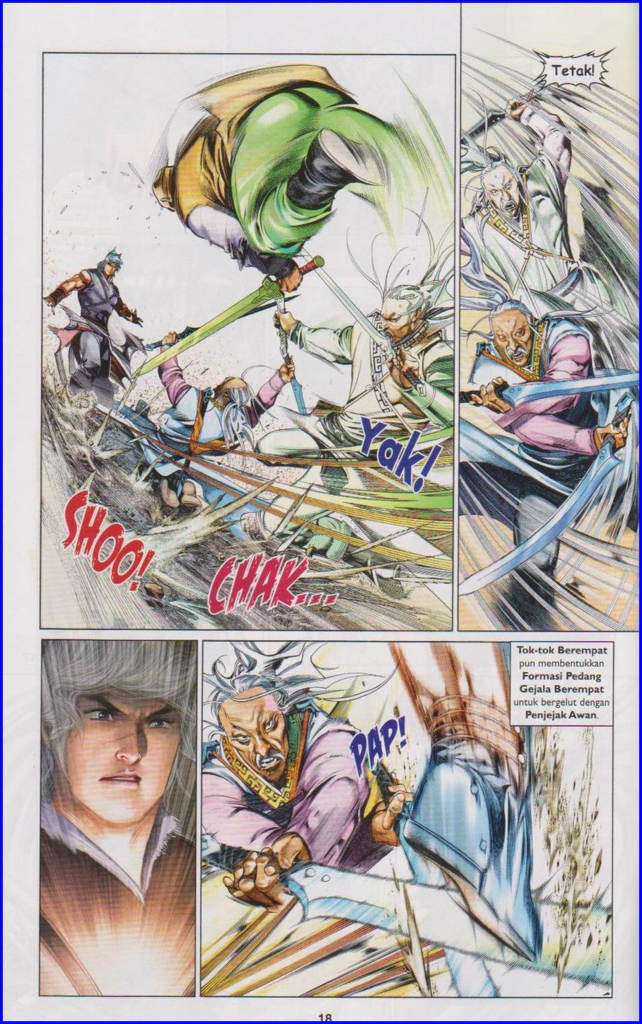 Tetak!
Yak!
SHOO!
CHAK...
Tok-tok Berempat
pun membentukkan
Formasi Pedang
Gejala Berempat
untuk bergelut dengan
Penjejak Awan.
PAP!
18